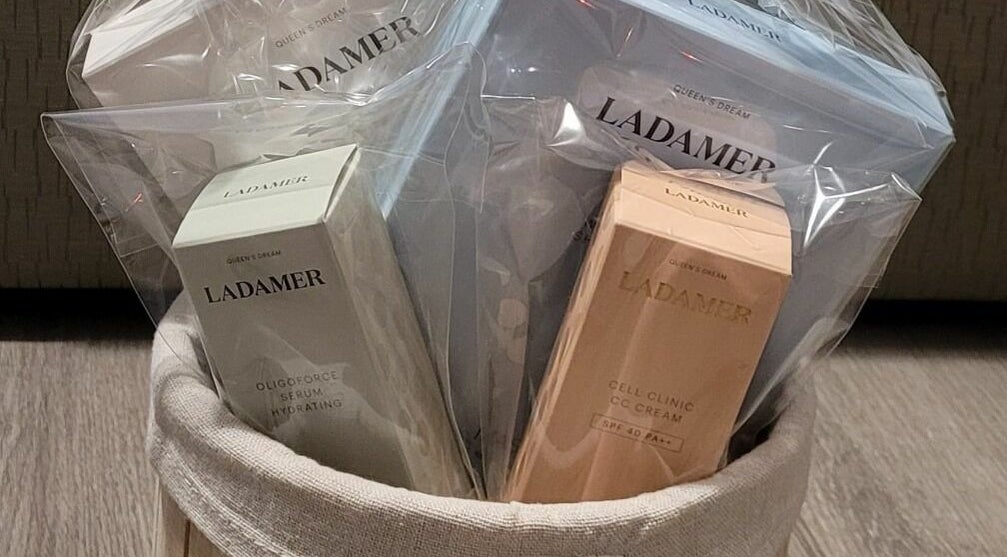 QUEEN'S DREAM
LADAMER
LADAMER
QUEEN'S DREAM
LADAMER
LADAMER
QUEEN'S DREAM
LADAMER
OLIGOFORCE
SERUM
HYDRATING
LADAMER
QUEEN'S DREAM
LADAMER
CELL CLINIC
CC CREAM
SPF 40 PA++